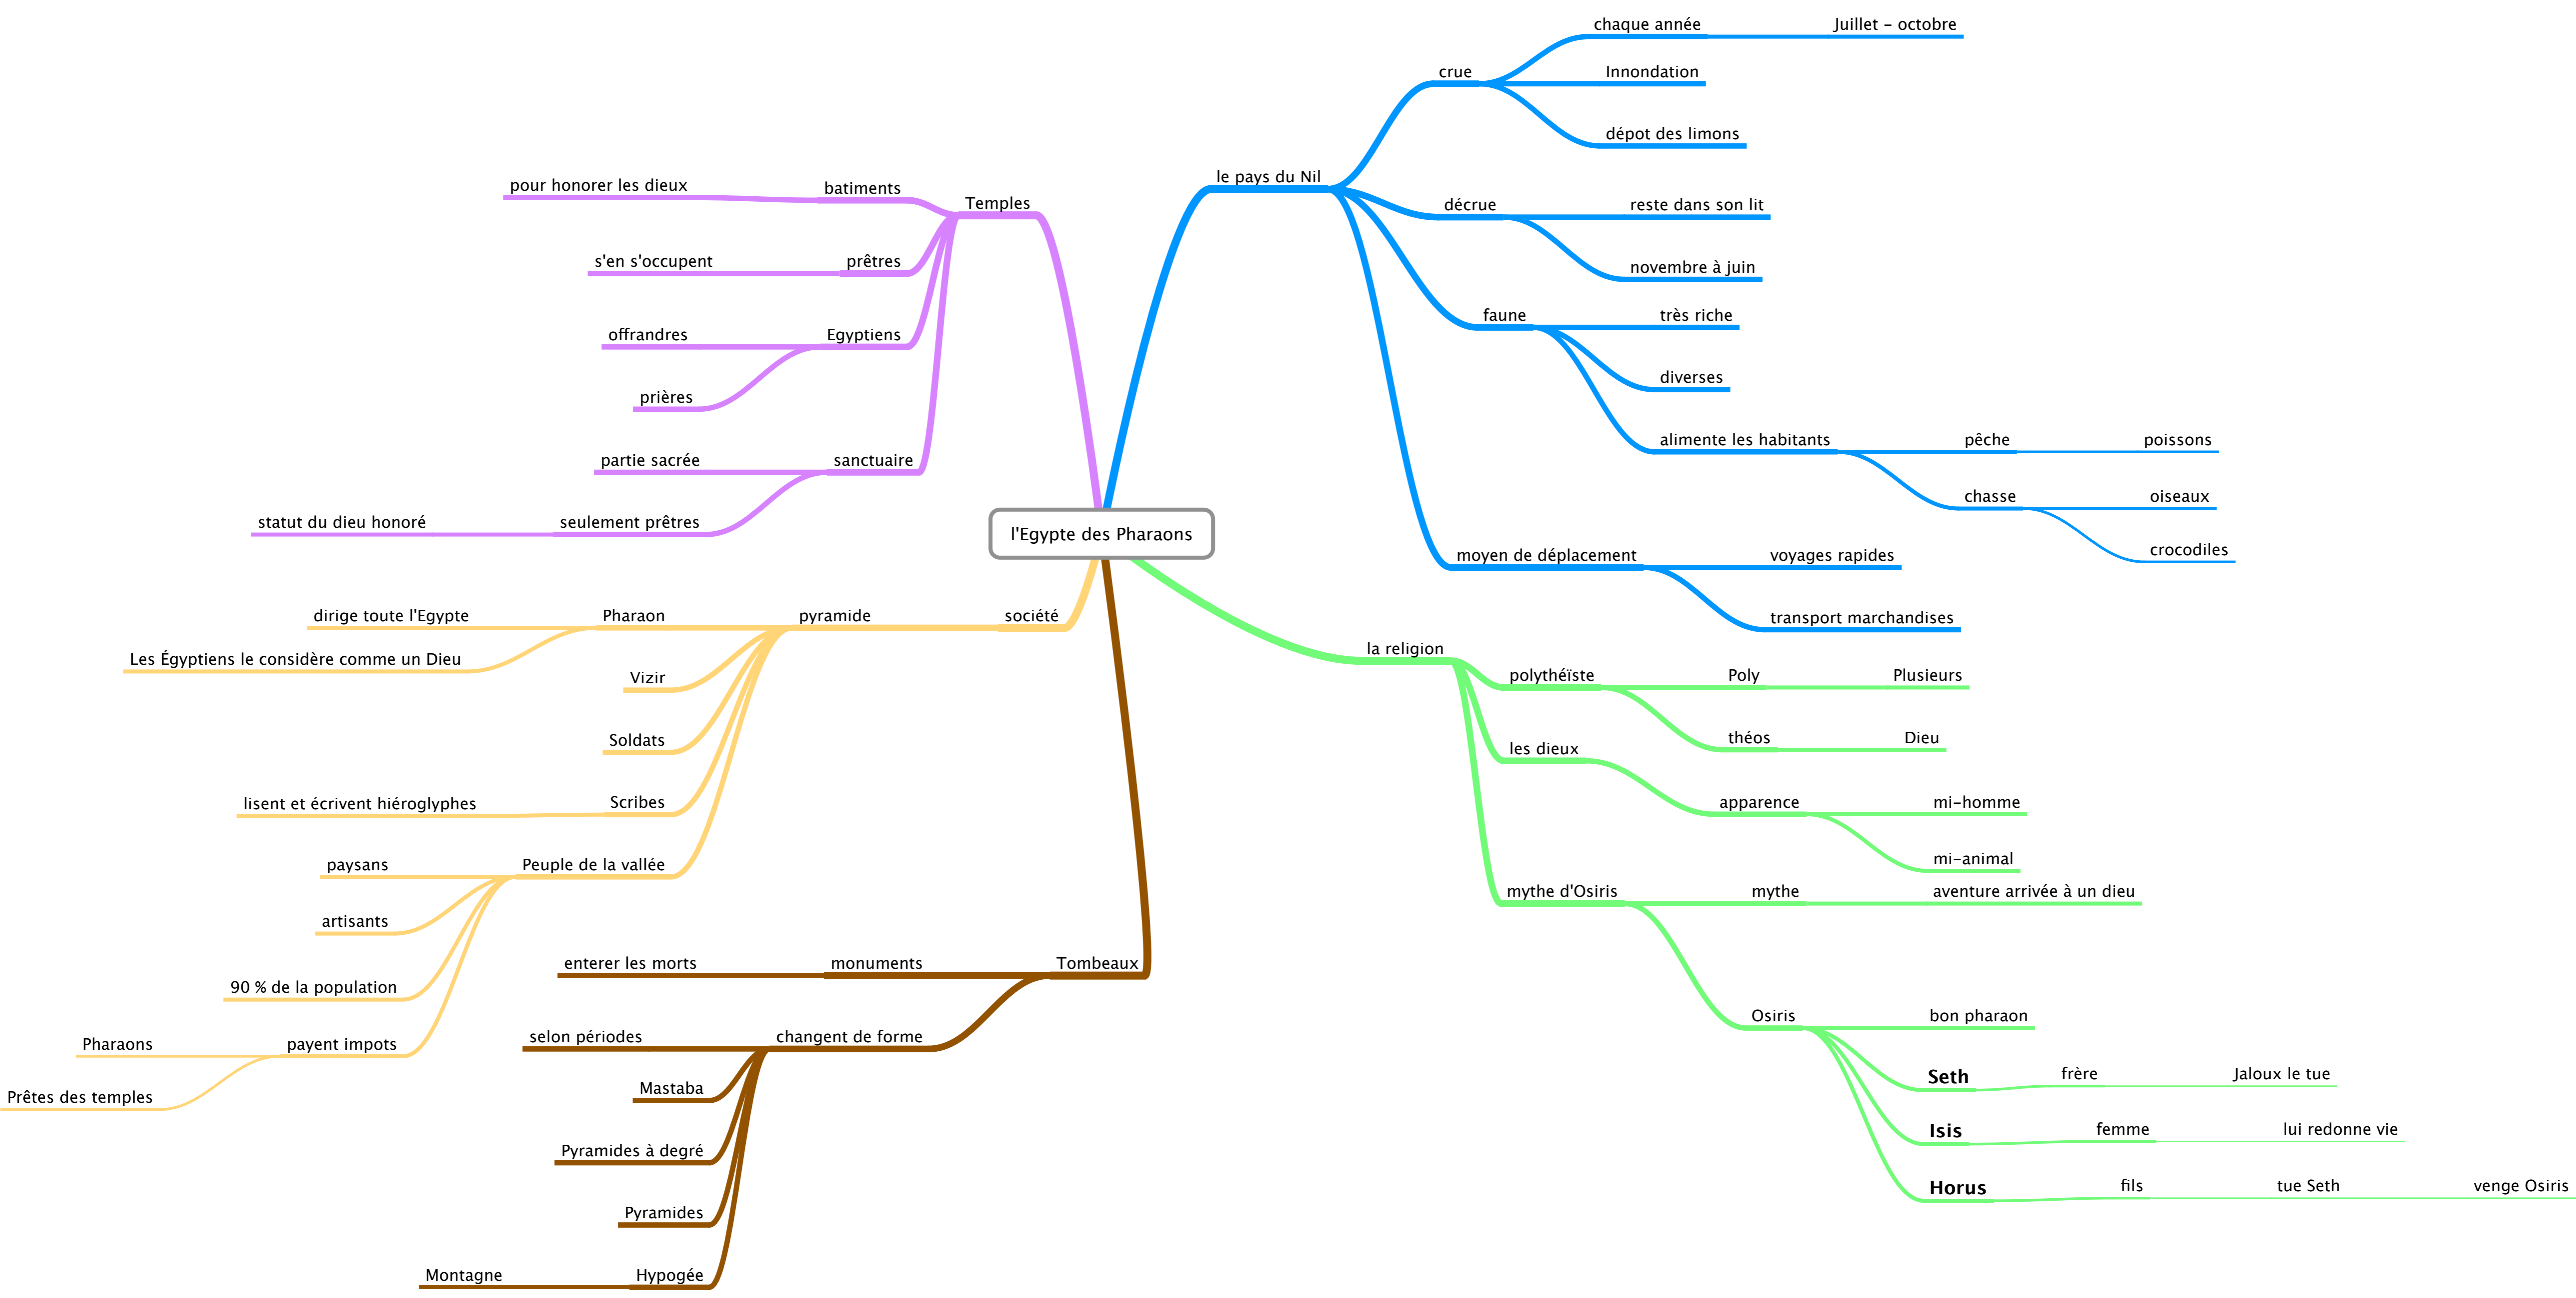 l'Egypte des Pharaons
le pays du Nil
crue
chaque année
Juillet - octobre
Innondation
dépot des limons
décrue
reste dans son lit
novembre à juin
faune
très riche
diverses
alimente les habitants
pêche
poissons
chasse
oiseaux
crocodiles
moyen de déplacement
voyages rapides
transport marchandises
la religion
polythéïste
Poly
Plusieurs
théos
Dieu
les dieux
apparence
mi-homme
mi-animal
mythe d'Osiris
mythe
aventure arrivée à un dieu
Osiris
bon pharaon
Seth
frère
Jaloux le tue
Isis
femme
lui redonne vie
Horus
fils
tue Seth
venge Osiris
Temples
batiments
pour honorer les dieux
prêtres
s'en s'occupent
Egyptiens
offrandres
prières
sanctuaire
partie sacrée
seulement prêtres
statut du dieu honoré
société
pyramide
Pharaon
dirige toute l'Egypte
Les Égyptiens le considère comme un Dieu
Vizir
Soldats
Scribes
lisent et écrivent hiéroglyphes
Peuple de la vallée
paysans
artisants
90 % de la population
payent impots
Pharaons
Prêtes des temples
Tombeaux
monuments
enterer les morts
changent de forme
selon périodes
Mastaba
Pyramides à degré
Pyramides
Hypogée
Montagne